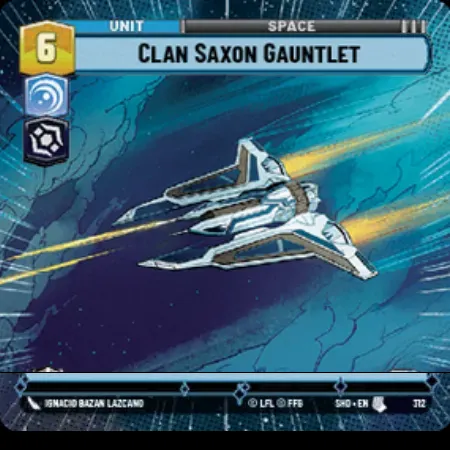 UNIT SPACE
6 CLAN SAXON GAUNTLET
IGNACIO BAZAN LAZCANO © LFL ® FFG SHD • EN 312